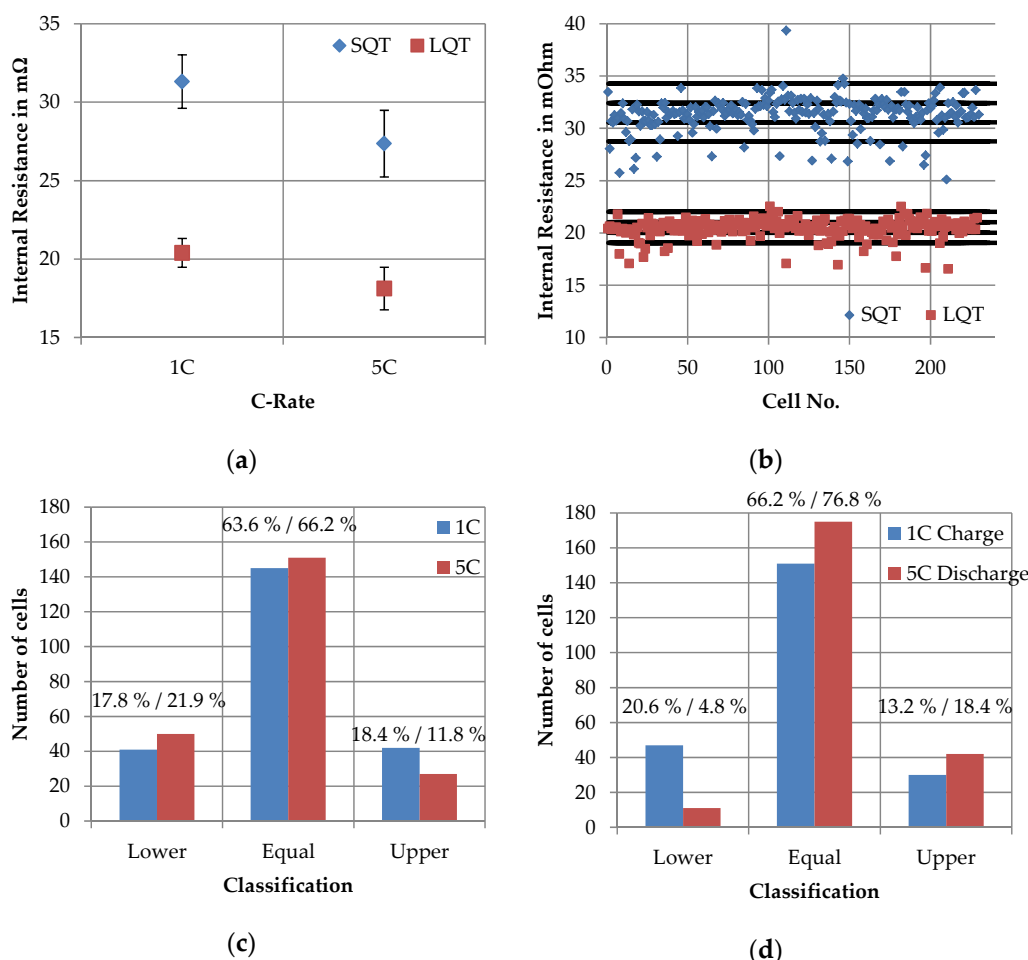 35
30
25
20
15
Internal Resistance in mΩ
SQT
LQT
1C
5C
C-Rate
(a)
40
35
30
25
20
15
10
Internal Resistance in mOhm
SQT
LQT
0
50
100
150
200
Cell No.
(b)
180
160
140
120
100
80
60
40
20
0
Number of cells
63.6 % / 66.2 %
1C
5C
17.8 % / 21.9 %
18.4 % / 11.8 %
Lower
Equal
Upper
Classification
(c)
180
160
140
120
100
80
60
40
20
0
Number of cells
66.2 % / 76.8 %
1C Charge
5C Discharge
20.6 % / 4.8 %
13.2 % / 18.4 %
Lower
Equal
Upper
Classification
(d)